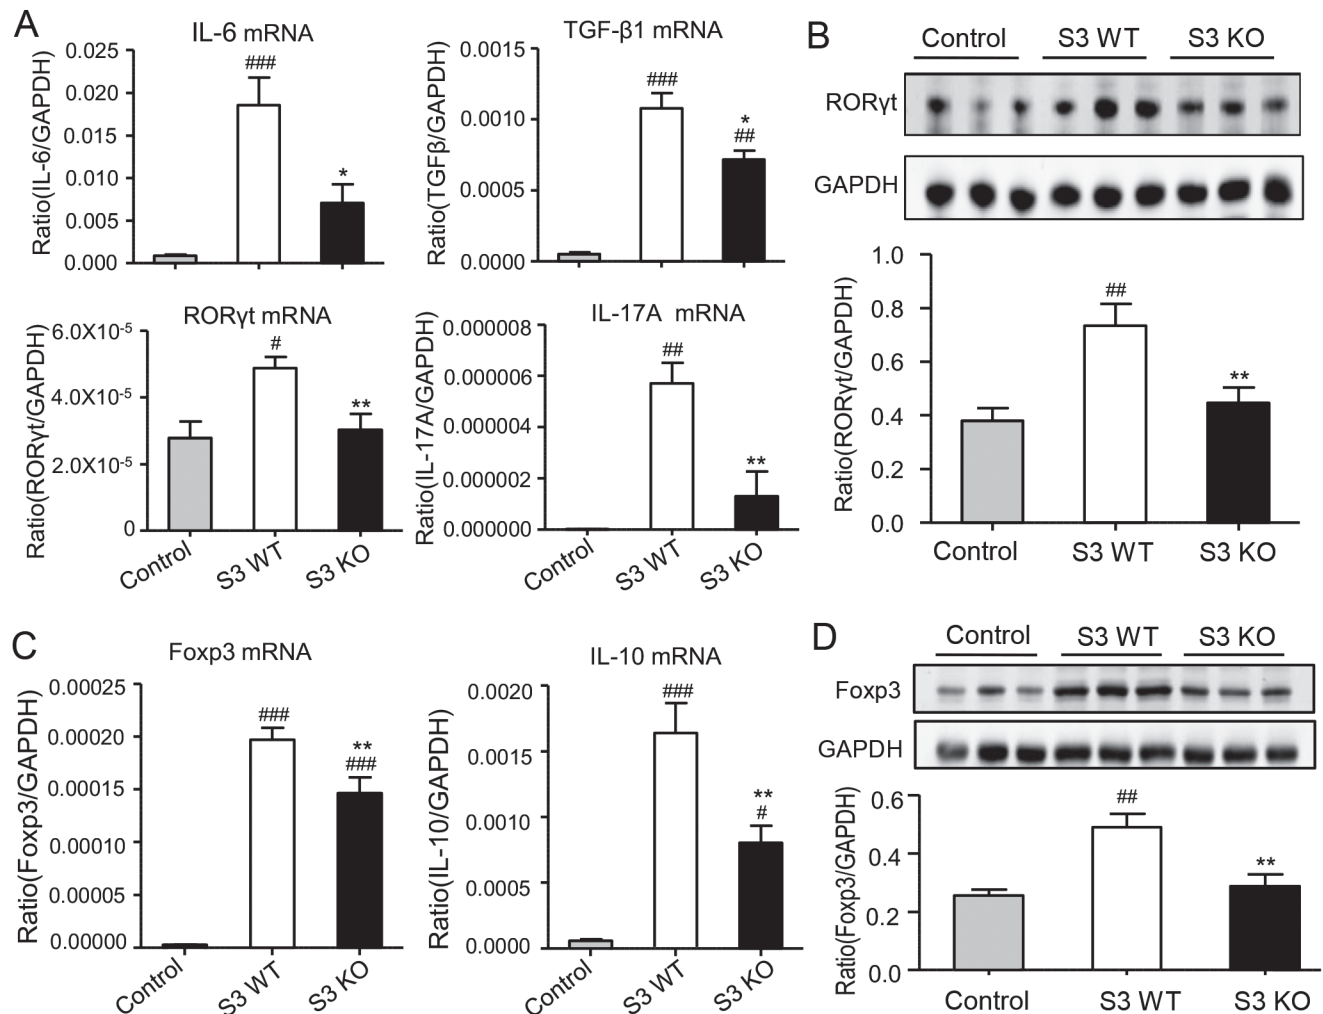 A
IL-6 mRNA
Ratio(IL-6/GAPDH)
0.025
0.020
0.015
0.010
0.005
0.000
###
*
TGF-β1 mRNA
Ratio(TGFβ/GAPDH)
0.0015
0.0010
0.0005
0.0000
###
*
##
RORγt mRNA
Ratio(RORγt/GAPDH)
6.0X10-5
4.0X10-5
2.0X10-5
0
#
**
Control
S3 WT
S3 KO
IL-17A mRNA
Ratio(IL-17A/GAPDH)
0.000008
0.000006
0.000004
0.000002
0.000000
##
**
Control
S3 WT
S3 KO
B
Control S3 WT S3 KO
RORγt
GAPDH
Ratio(RORγt/GAPDH)
1.0
0.8
0.6
0.4
0.2
0.0
##
**
Control S3 WT S3 KO
C
Foxp3 mRNA
Ratio(Foxp3/GAPDH)
0.00025
0.00020
0.00015
0.00010
0.00005
0.00000
###
**
###
Control
S3 WT
S3 KO
IL-10 mRNA
Ratio(IL-10/GAPDH)
0.0020
0.0015
0.0010
0.0005
0.0000
###
**
#
Control
S3 WT
S3 KO
D
Control S3 WT S3 KO
Foxp3
GAPDH
Ratio(Foxp3/GAPDH)
0.6
0.4
0.2
0.0
##
**
Control S3 WT S3 KO